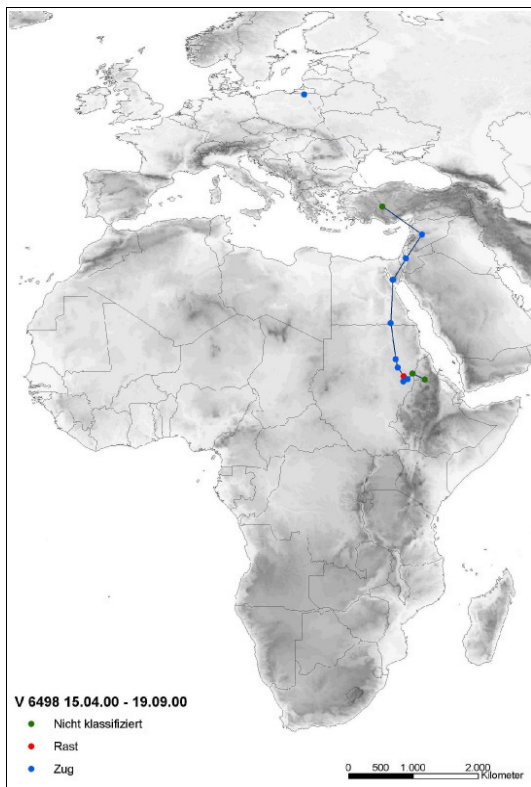 V 6498 15.04.00 - 19.09.00
Nicht klassifiziert
Rast
Zug
0 500 1 000 2.000
Kilometer